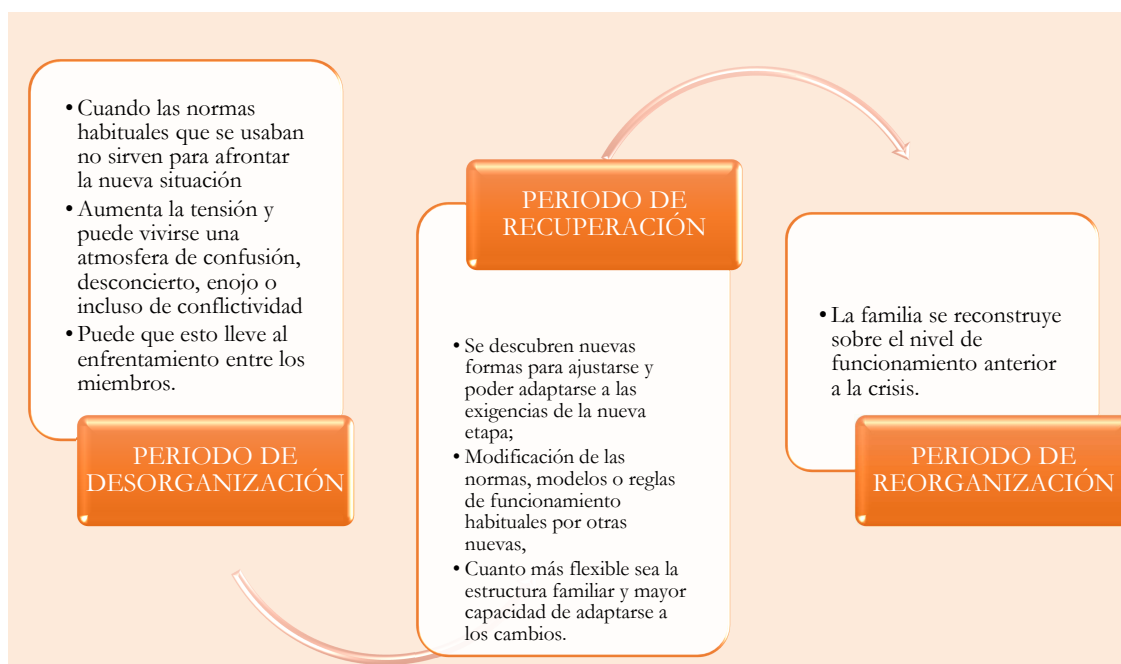 • Cuando las normas
habituales que se usaban
no sirven para afrontar
la nueva situación
• Aumenta la tensión y
puede vivirse una
atmosfera de confusión,
desconcierto, enojo o
incluso de conflictividad
• Puede que esto lleve al
enfrentamiento entre los
miembros.
PERIODO DE
DESORGANIZACIÓN
PERIODO DE
RECUPERACIÓN
• Se descubren nuevas
formas para ajustarse y
poder adaptarse a las
exigencias de la nueva
etapa;
• Modificación de las
normas, modelos o reglas
de funcionamiento
habituales por otras
nuevas,
• Cuanto más flexible sea la
estructura familiar y mayor
capacidad de adaptarse a
los cambios.
• La familia se reconstruye
sobre el nivel de
funcionamiento anterior
a la crisis.
PERIODO DE
REORGANIZACIÓN